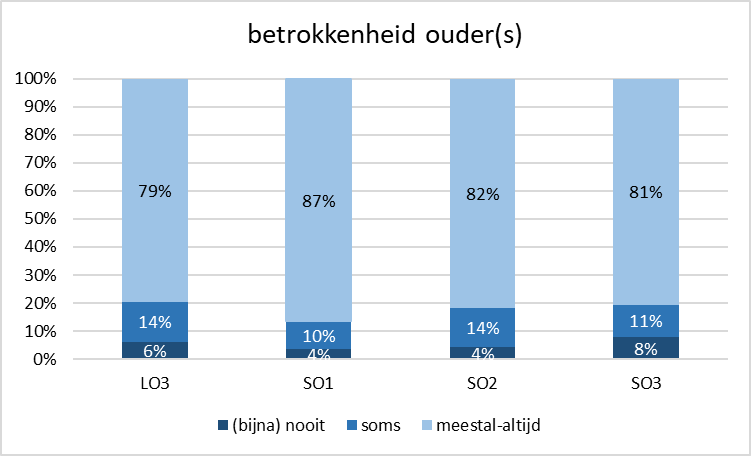 betrokkenheid ouder(s)
100%
90%
80%
70%
60%
50%
40%
30%
20%
10%
0%
79% 87% 82% 81%
14% 10% 14% 11%
6% 4% 4% 8%
LO3 SO1 SO2 SO3
(bijna) nooit soms meestal-altijd